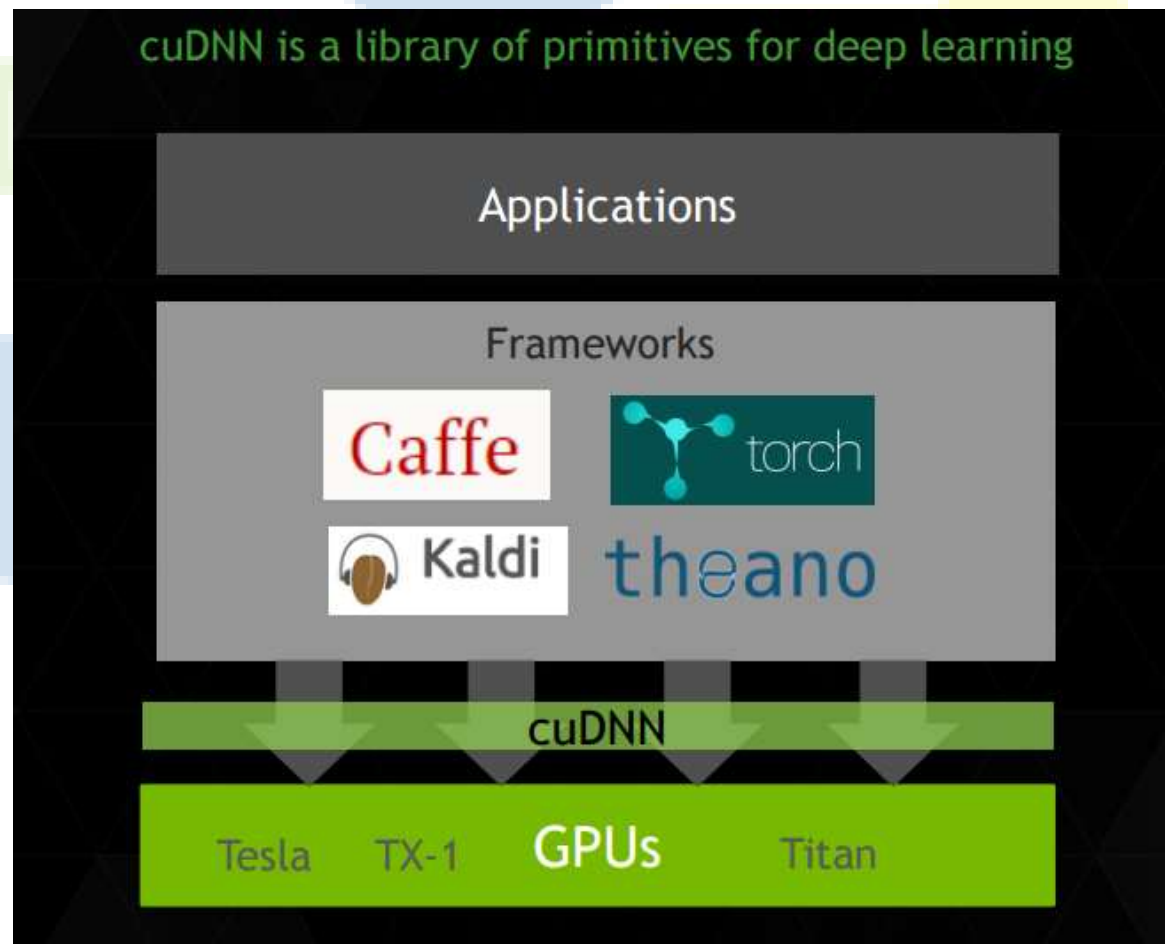 cuDNN is a library of primitives for deep learning
Applications
Frameworks
Caffe torch
Kaldi theano
cuDNN
Tesla TX-1 GPUs Titan